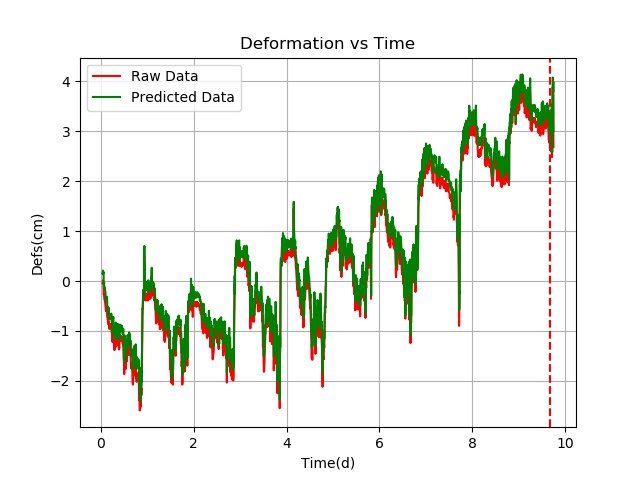 Deformation vs Time
Raw Data
Predicted Data
Defs(cm)
4
3
2
1
0
−1
−2
0 2 4 6 8 10
Time(d)